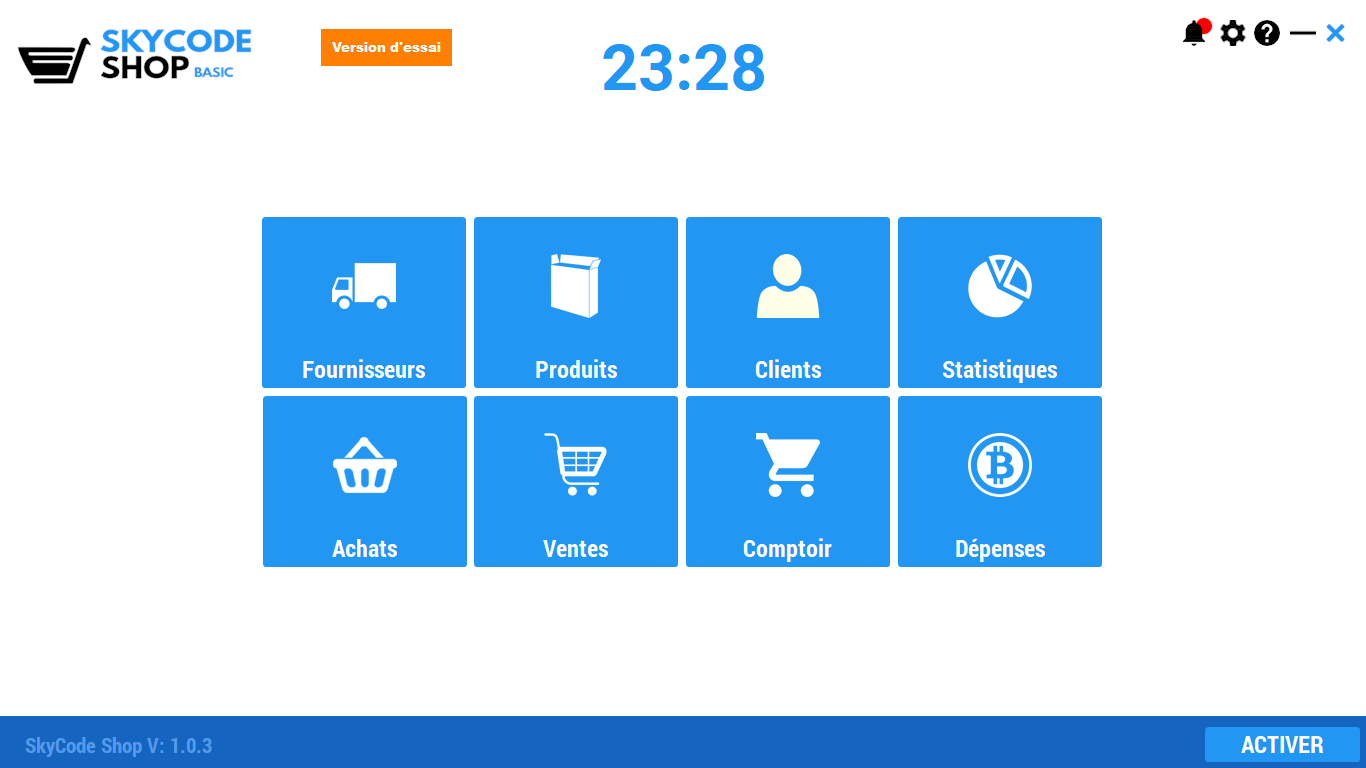 SKYCODE
SHOP BASIC
Version d'essai
23:28
Fournisseurs
Produits
Clients
Statistiques
Achats
Ventes
Comptoir
Dépenses
SkyCode Shop V: 1.0.3
ACTIVER